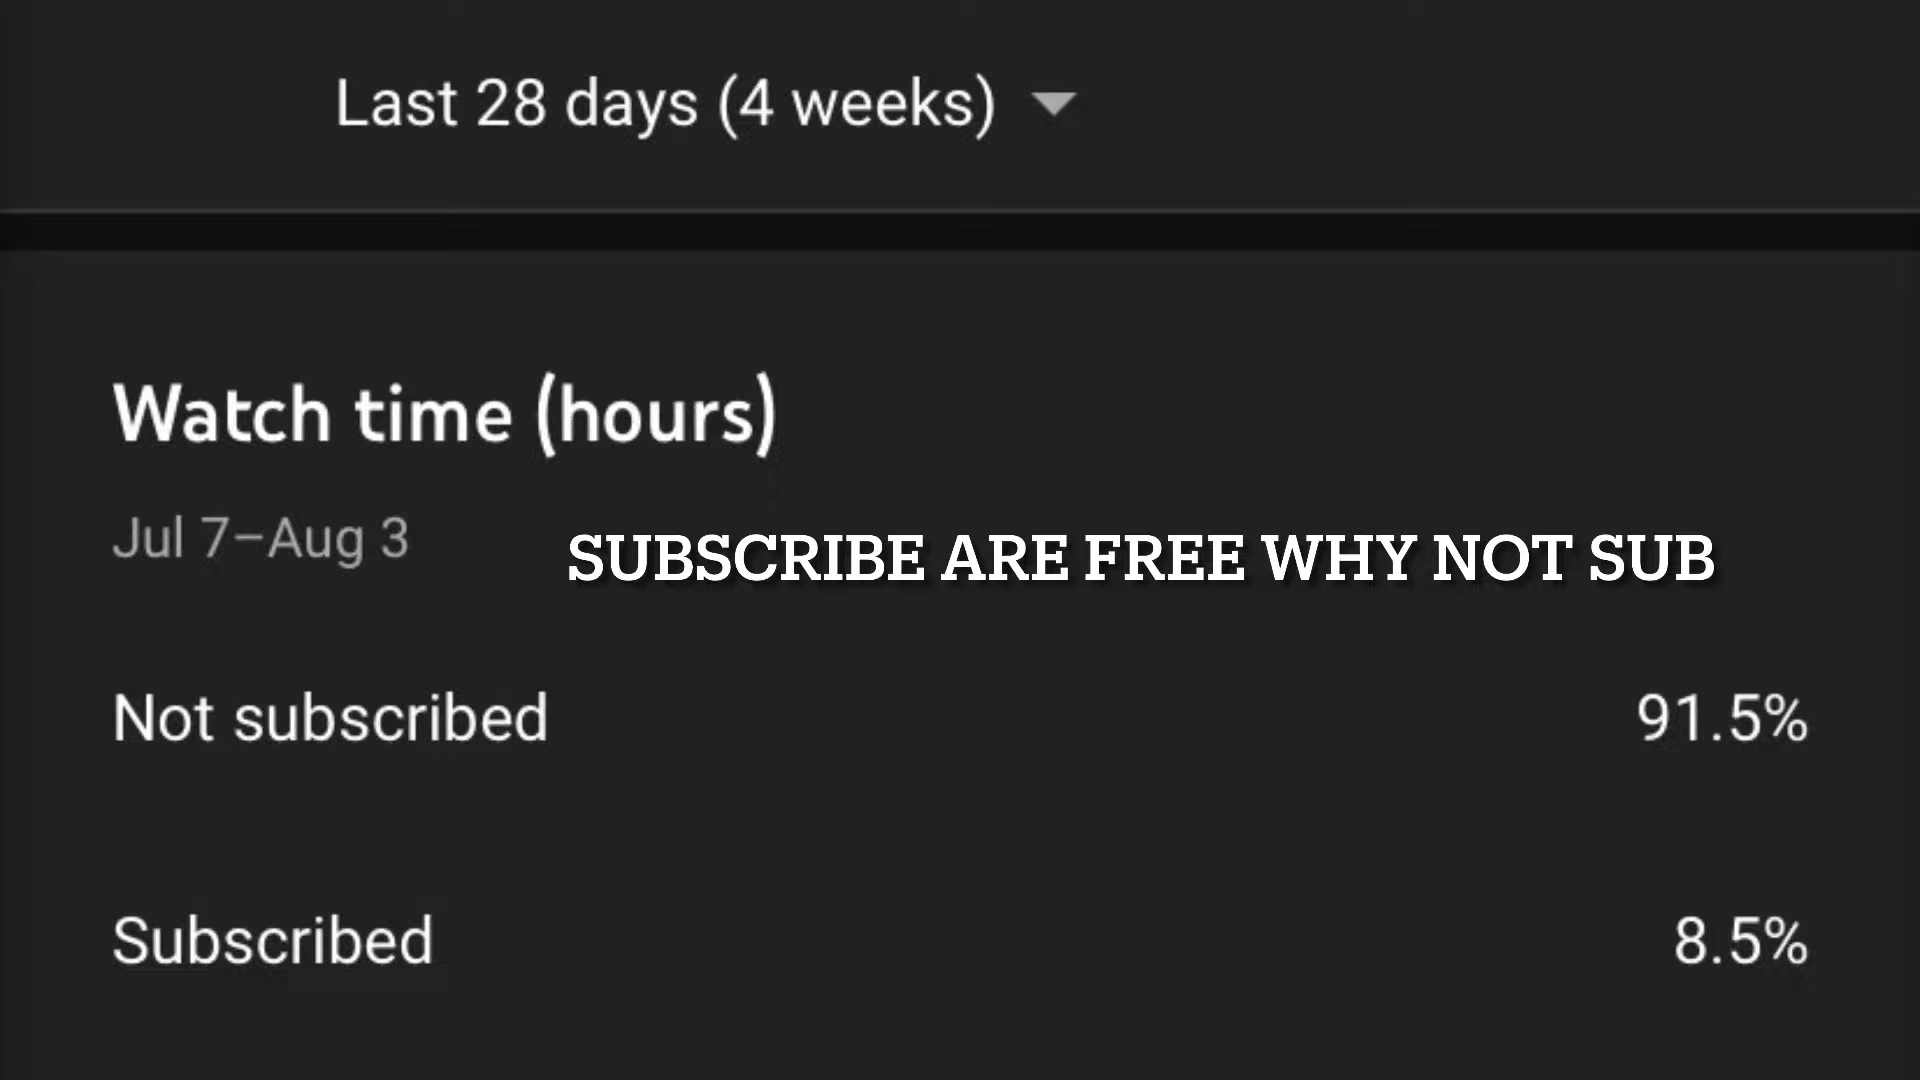 Last 28 days (4 weeks)
Watch time (hours)
Jul 7–Aug 3
SUBSCRIBE ARE FREE WHY NOT SUB
Not subscribed 91.5%
Subscribed 8.5%